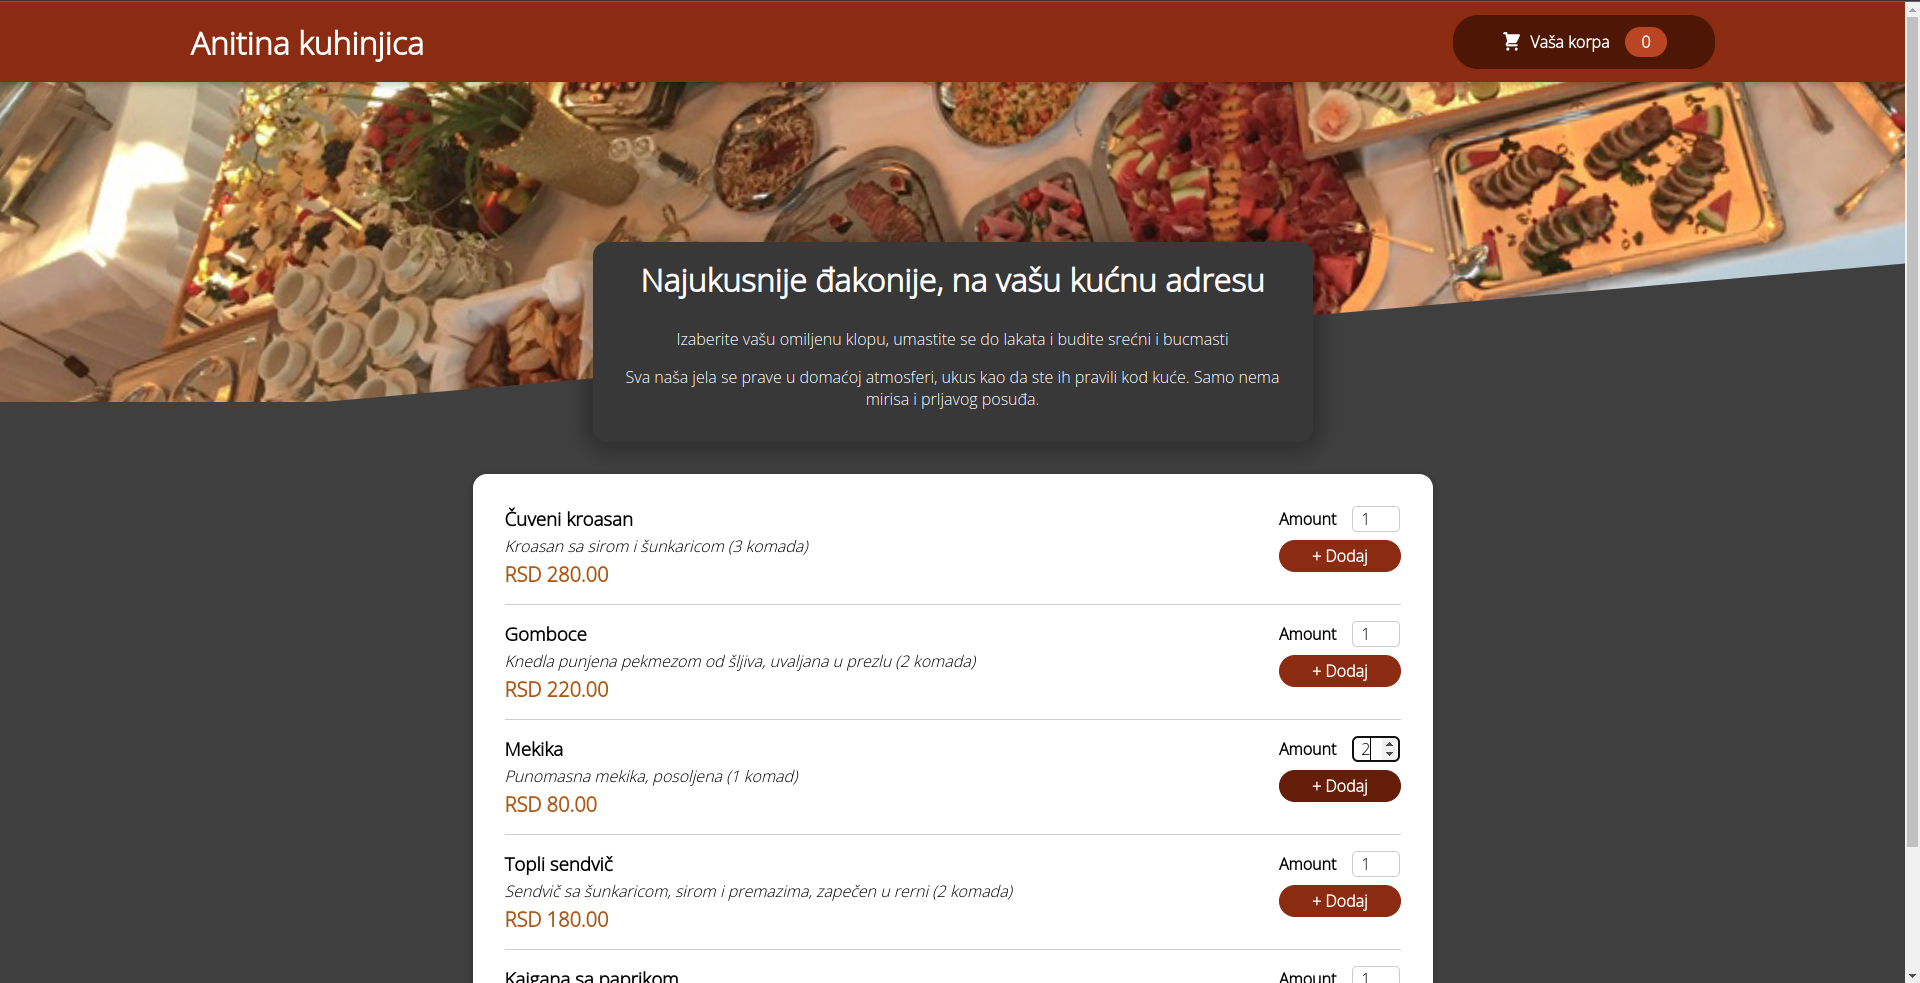 Anitina kuhinjica
Vaša korpa 0
Najukusnije đakonije, na vašu kućnu adresu
Izaberite vašu omiljenu klopu, umastite se do lakata i budite srećni i bucmasti
Sva naša jela se prave u domaćoj atmosferi, ukus kao da ste ih pravili kod kuće. Samo nema
mirisa i prljavog posuđa.
Čuveni kroasan
Amount 1
Kroasan sa sirom i šunkaricom (3 komada)
+ Dodaj
RSD 280.00
Gomboce
Amount 1
Knedla punjena pekmezom od šljiva, uvaljana u prezlu (2 komada)
+ Dodaj
RSD 220.00
Mekika
Amount 2
Punomasna mekika, posoljena (1 komad)
+ Dodaj
RSD 80.00
Topli sendvič
Amount 1
Sendvič sa šunkaricom, sirom i premazima, zapečen u rerni (2 komada)
+ Dodaj
RSD 180.00
Kajgana sa paprikom
Amount 1